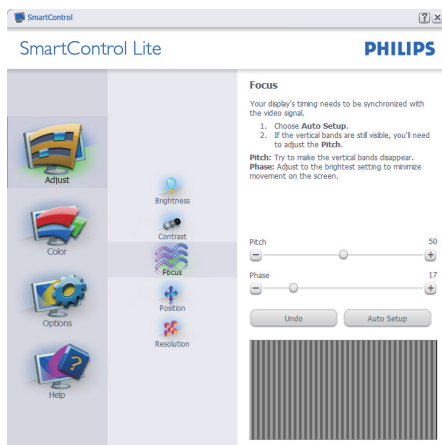 SmartControl
SmartControl Lite
PHILIPS
Adjust
Color
Options
Help
Brightness
Contrast
Focus
Position
Resolution
Focus
Your display's timing needs to be synchronized with
the video signal.
1. Choose Auto Setup.
2. If the vertical bands are still visible, you'll need
to adjust the Pitch.
Pitch: Try to make the vertical bands disappear.
Phase: Adjust to the brightest setting to minimize
movement on the screen.
Pitch 50
Phase 17
Undo Auto Setup